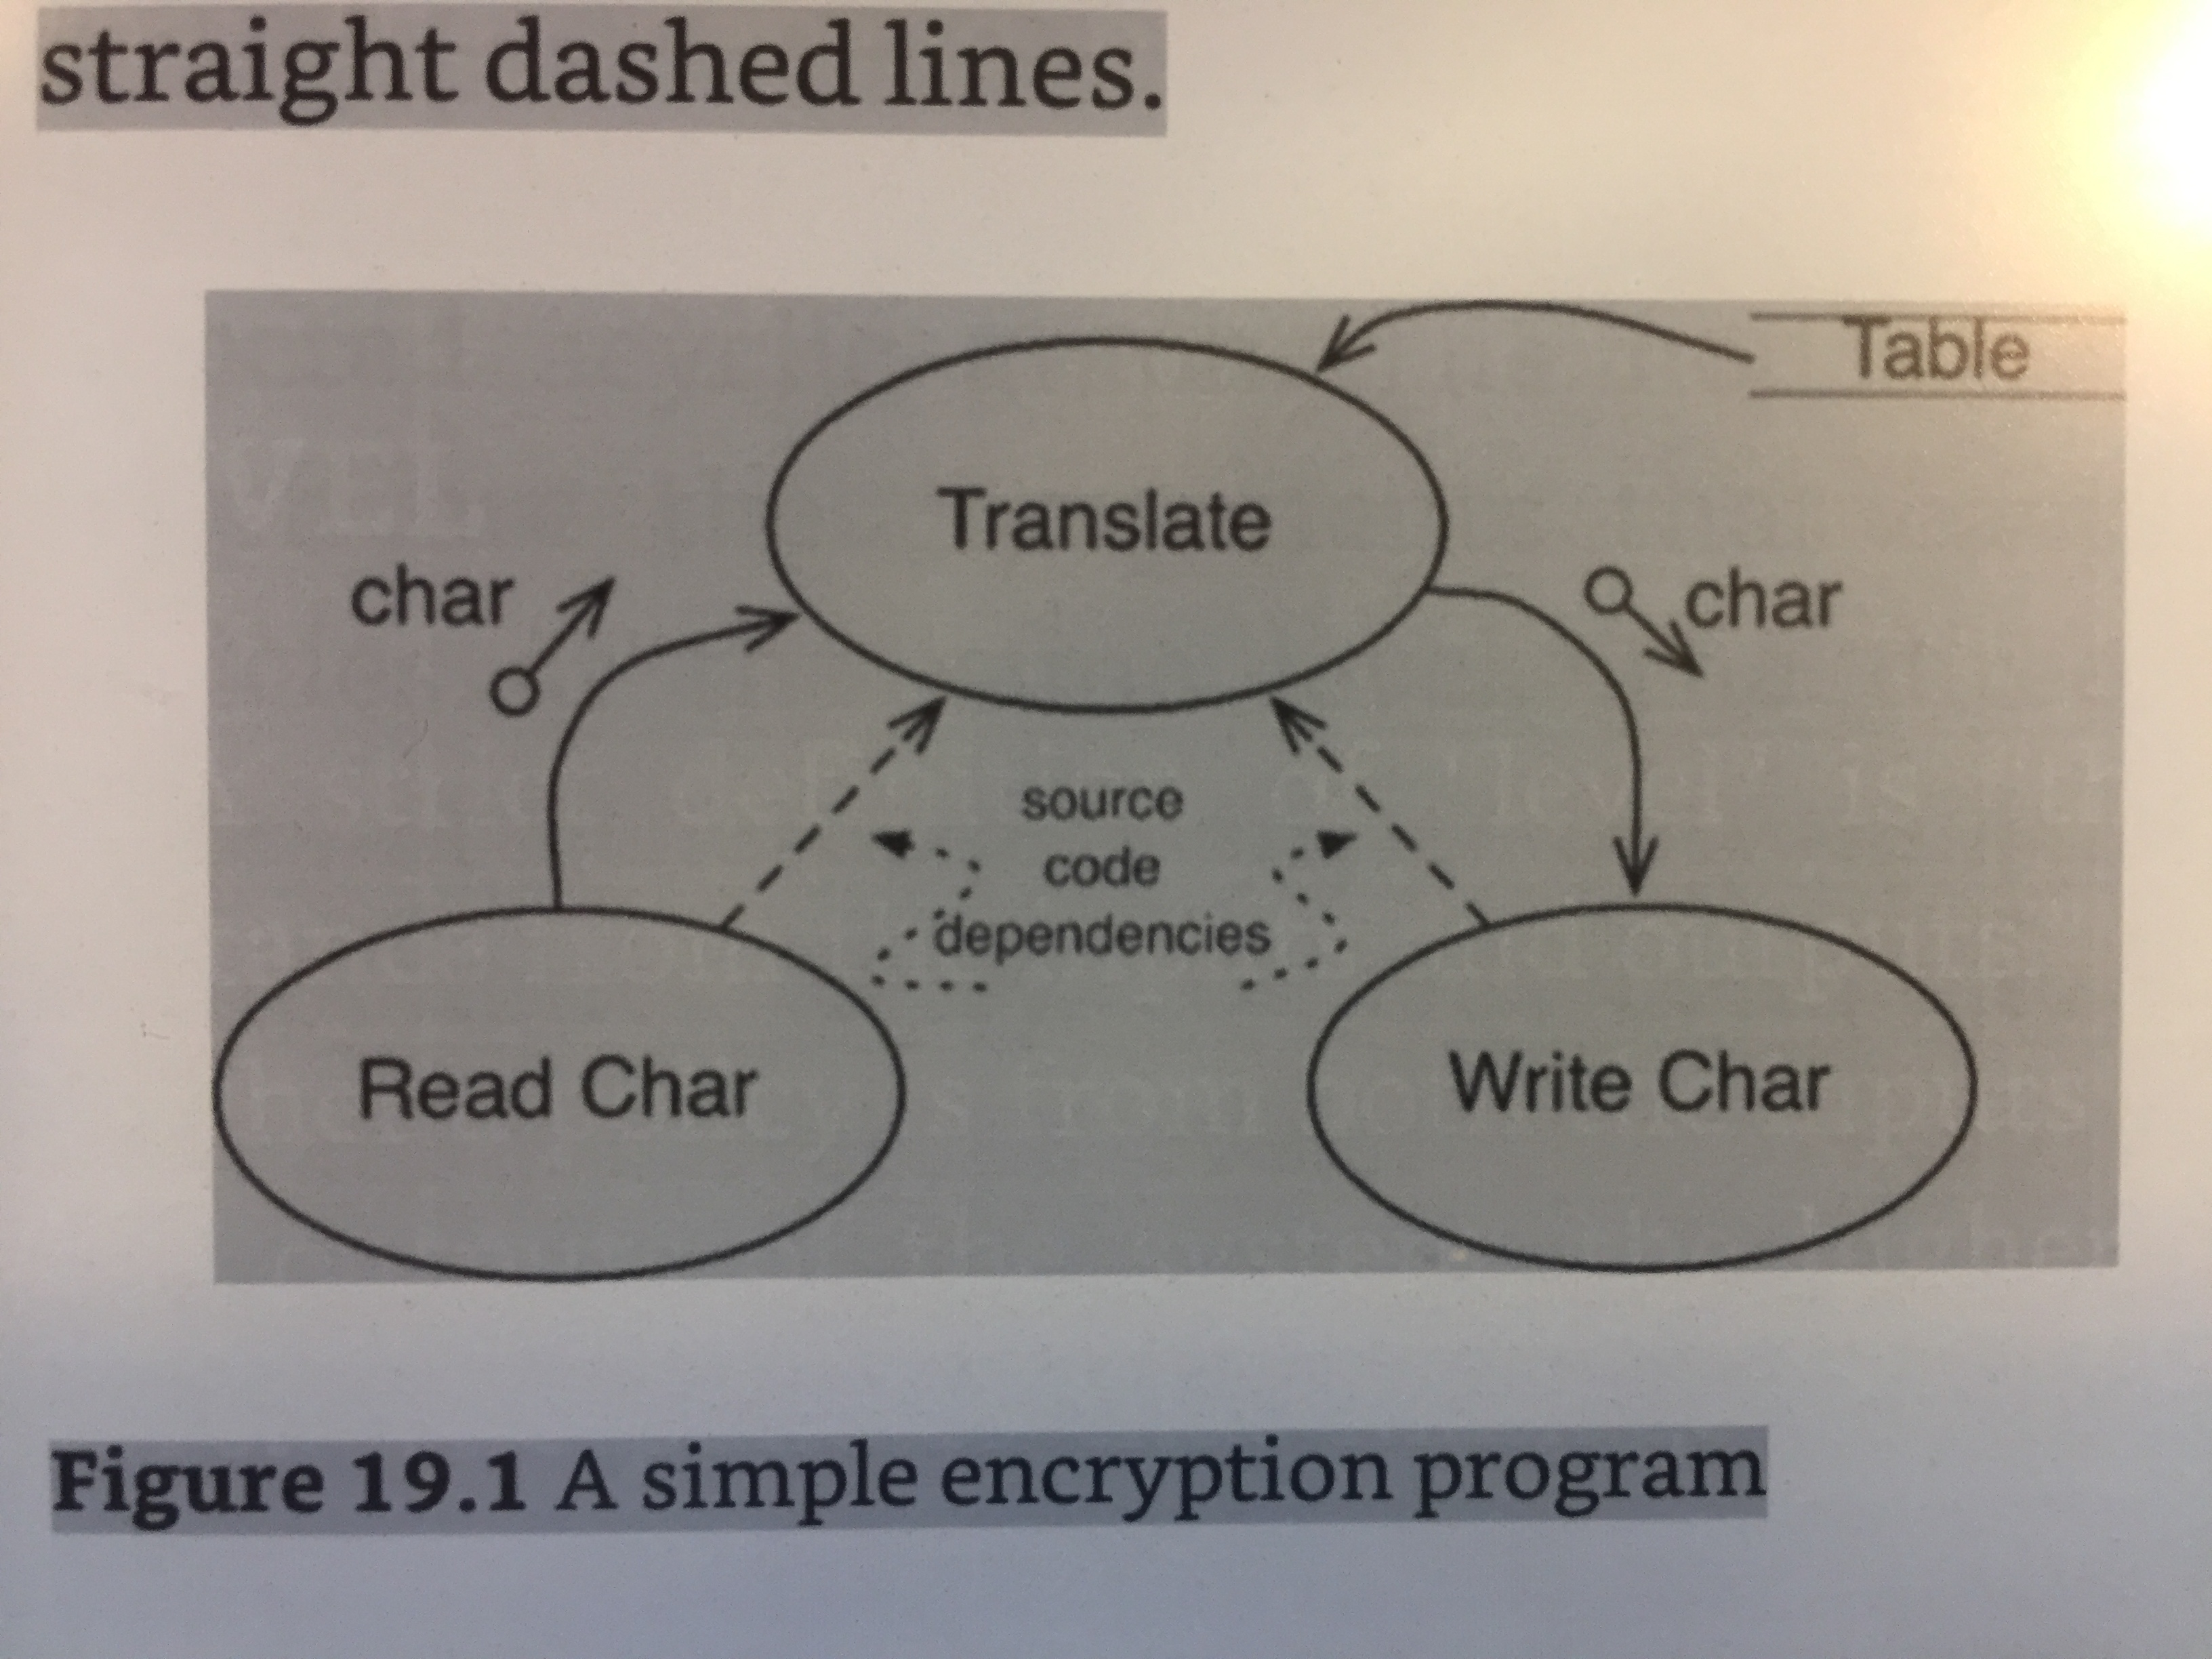 straight dashed lines.
Table
Translate
char
char
source
code
dependencies
Read Char
Write Char
Figure 19.1 A simple encryption program